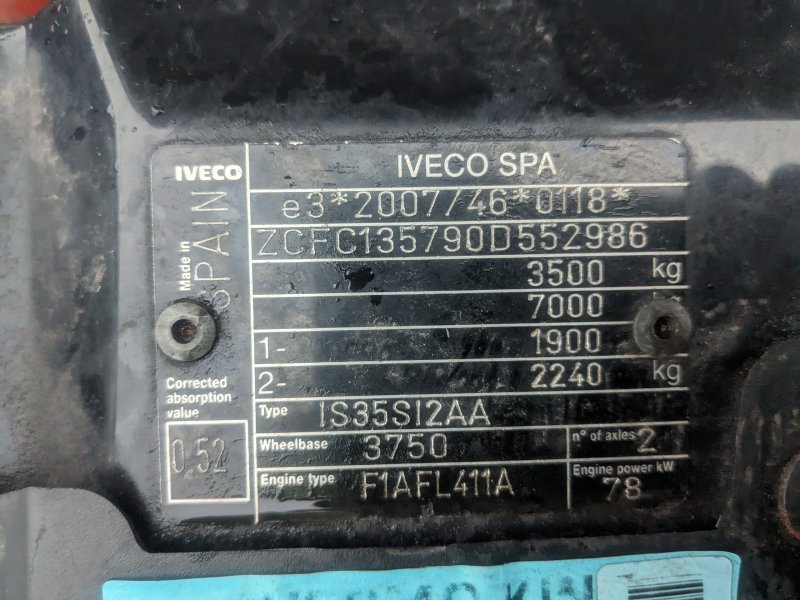 IVECO
IVECO SPA
Made in
SPAIN
e3*2007/46*0118*
ZCFC135790D552986
3500 kg
7000
1- 1900
2- 2240 kg
Corrected
absorption
value
0.52
Type IS35SI2AA
Wheelbase 3750
n° of axles 2
Engine type F1AFL411A
Engine power kW
78